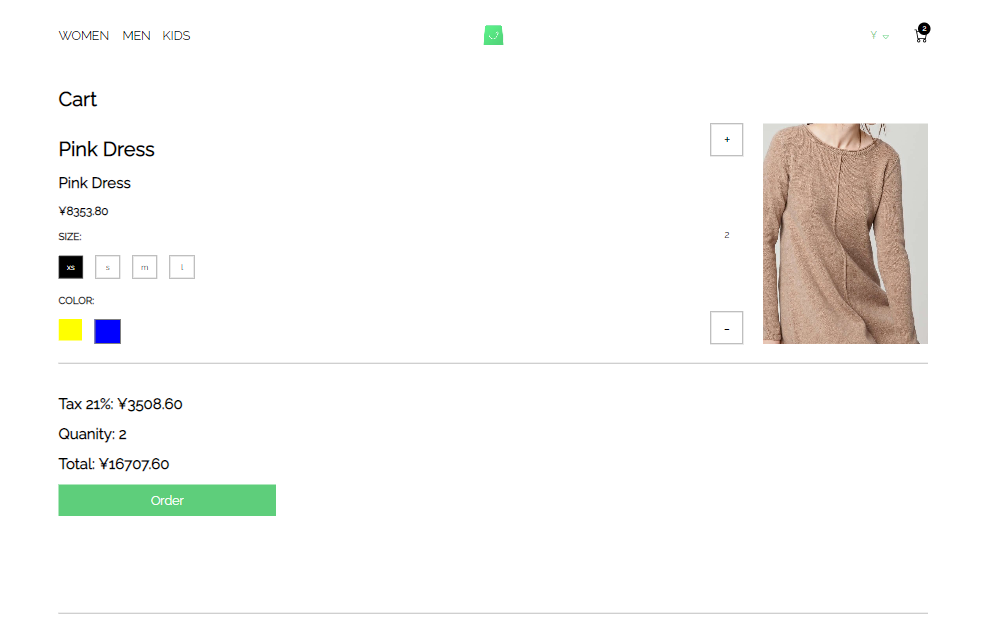 WOMEN MEN KIDS ¥ 2
Cart
Pink Dress
Pink Dress
¥8353.80
SIZE:
xs s m l
COLOR:
+
2
-
Tax 21%: ¥3508.60
Quanity: 2
Total: ¥16707.60
Order